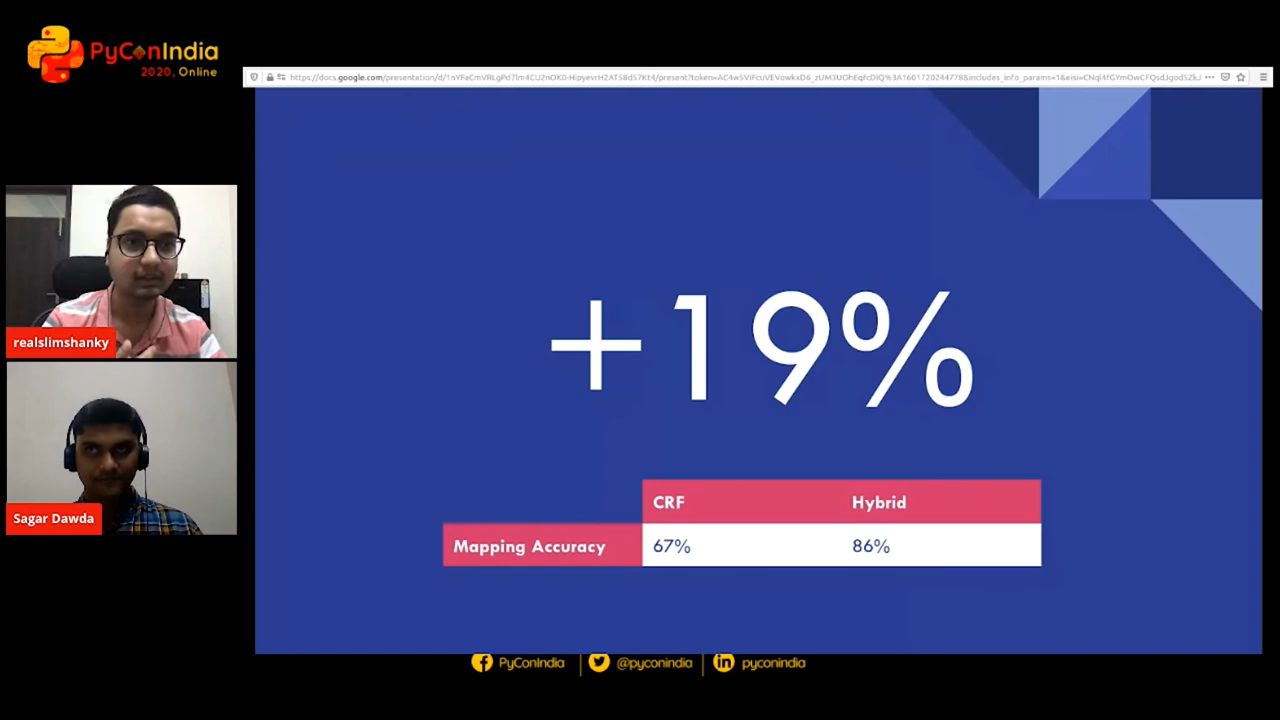 PyConIndia
2020, Online
realslimshanky
Sagar Dawda
+19%
CRF Hybrid
Mapping Accuracy 67% 86%
PyConIndia @pyconindia pyconindia